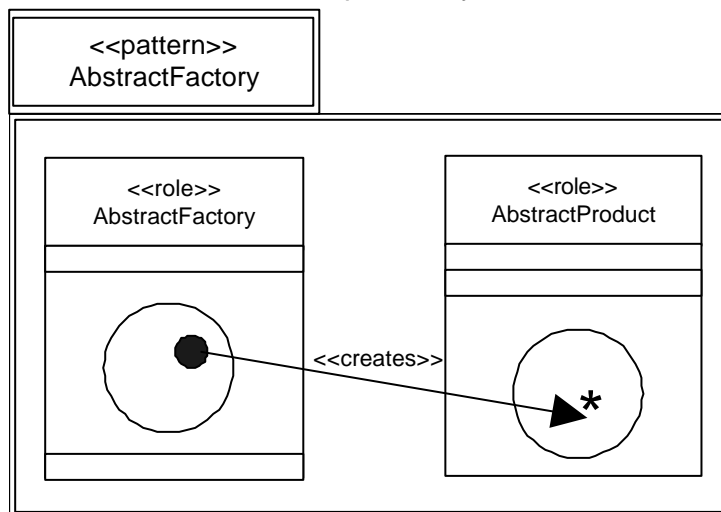 <<pattern>>
AbstractFactory
<<role>>
AbstractFactory
<<role>>
AbstractProduct
<<creates>>
*